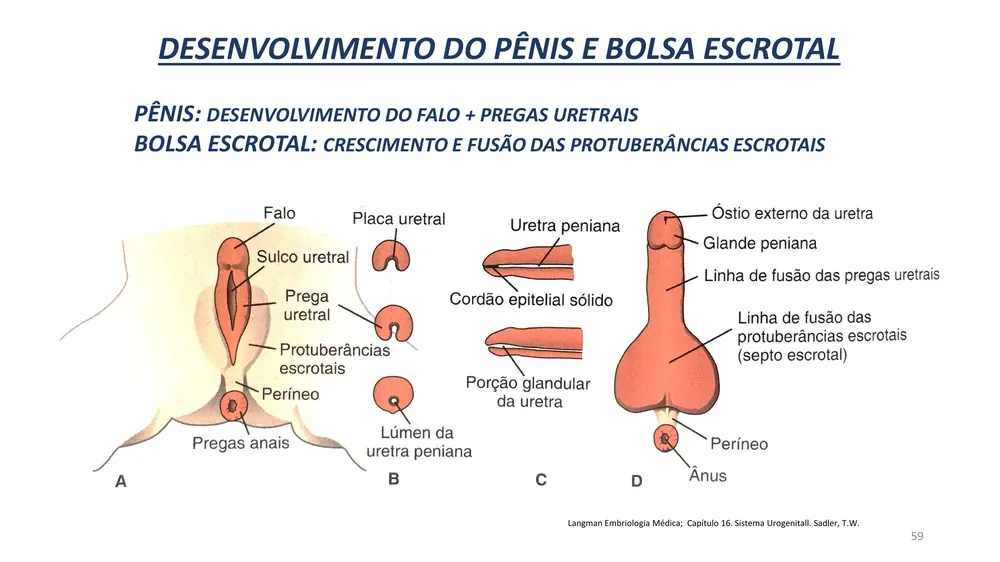 DESENVOLVIMENTO DO PÊNIS E BOLSA ESCROTAL
PÊNIS: DESENVOLVIMENTO DO FALO + PREGAS URETRAIS
BOLSA ESCROTAL: CRESCIMENTO E FUSÃO DAS PROTUBERÂNCIAS ESCROTAIS
Falo
Sulco uretral
Prega
uretral
Protuberâncias
escrotais
Períneo
Pregas anais
A
Placa uretral
Lúmen da
uretra peniana
B
Uretra peniana
Cordão epitelial sólido
Porção glandular
da uretra
C
Óstio externo da uretra
Glande peniana
Linha de fusão das pregas uretrais
Linha de fusão das
protuberâncias escrotais
(septo escrotal)
Períneo
Ânus
D
Langman Embriologia Médica; Capítulo 16. Sistema Urogenitall. Sadler, T.W.
59